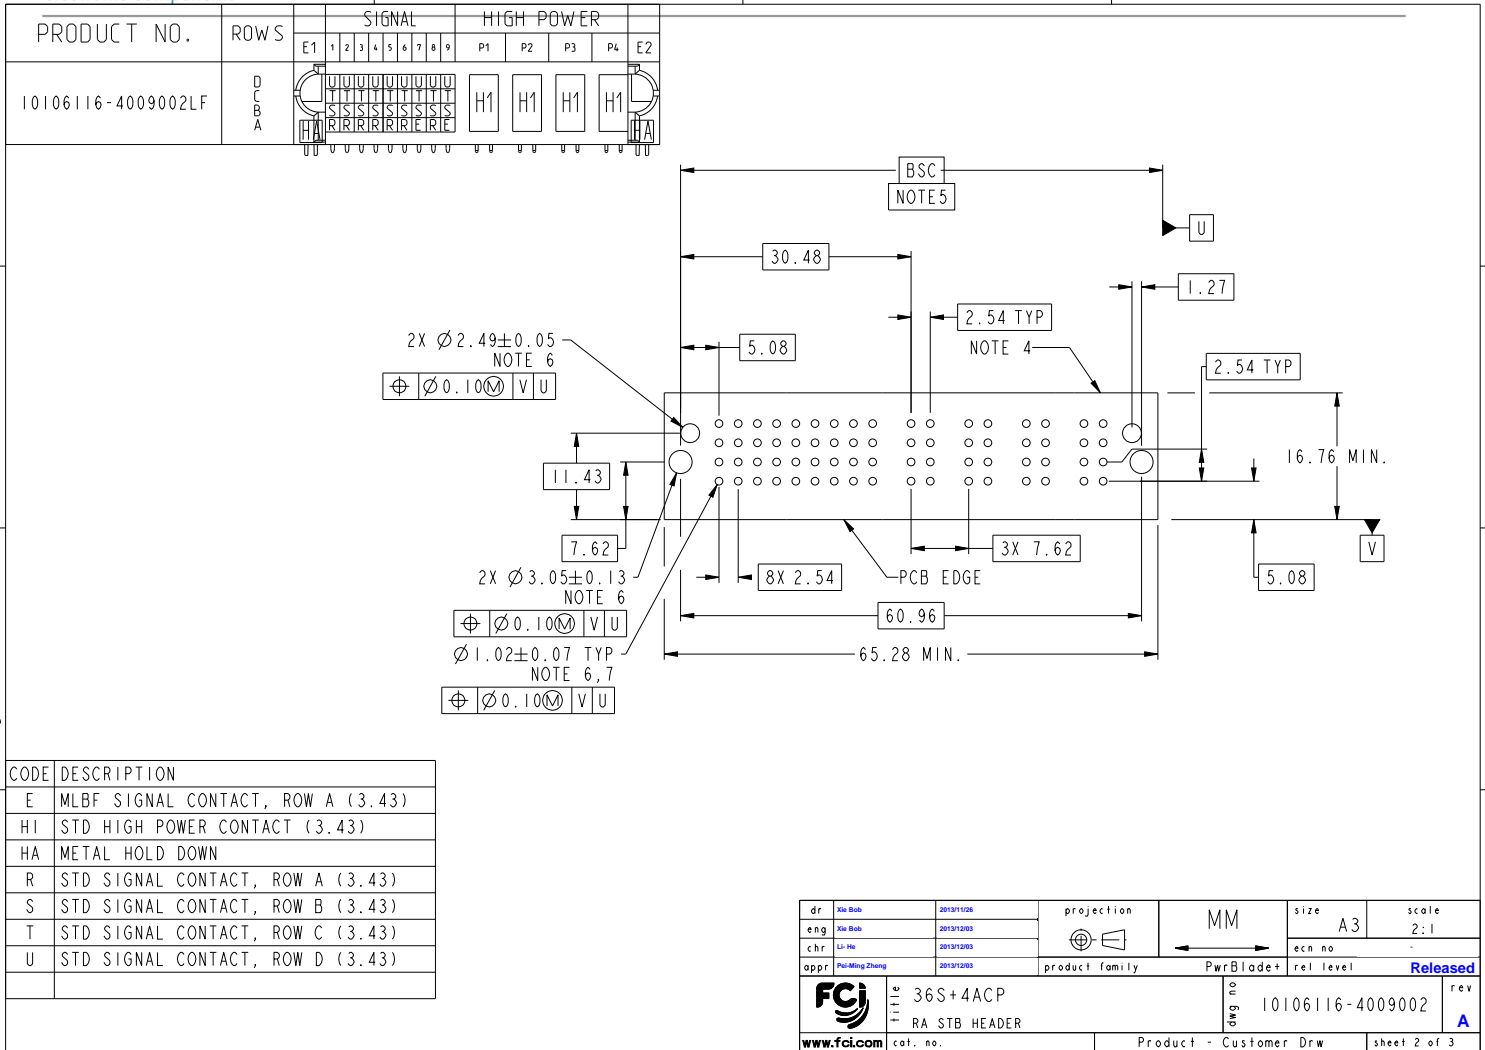 PRODUCT NO. ROWS SIGNAL HIGH POWER
E1 1 2 3 4 5 6 7 8 9 P1 P2 P3 P4 E2
10106116-4009002LF
D
C
B
A
U U U U U U U U U
T T T T T T T T T
S S S S S S S S S
R R R R R R E R E
HA H1 H1 H1 H1 HA
BSC
NOTE5
U
30.48
1.27
2.54 TYP
2X Ø2.49±0.05
NOTE 6
5.08
NOTE 4
2.54 TYP
⌖ Ø0.10Ⓜ V U
16.76 MIN.
11.43
7.62
3X 7.62
V
2X Ø3.05±0.13
NOTE 6
8X 2.54
PCB EDGE
5.08
⌖ Ø0.10Ⓜ V U
60.96
Ø1.02±0.07 TYP
NOTE 6,7
65.28 MIN.
⌖ Ø0.10Ⓜ V U
CODE DESCRIPTION
E MLBF SIGNAL CONTACT, ROW A (3.43)
H1 STD HIGH POWER CONTACT (3.43)
HA METAL HOLD DOWN
R STD SIGNAL CONTACT, ROW A (3.43)
S STD SIGNAL CONTACT, ROW B (3.43)
T STD SIGNAL CONTACT, ROW C (3.43)
U STD SIGNAL CONTACT, ROW D (3.43)
dr Xie Bob 2013/11/26 projection MM size A3 scale 2:1
eng Xie Bob 2013/12/03
chr Li- He 2013/12/03 ecn no -
appr Pei-Ming Zheng 2013/12/03 product family PwrBlade+ rel level Released
FCi title 36S+4ACP
RA STB HEADER
dwg no 10106116-4009002 rev A
www.fci.com cat. no. Product - Customer Drw sheet 2 of 3